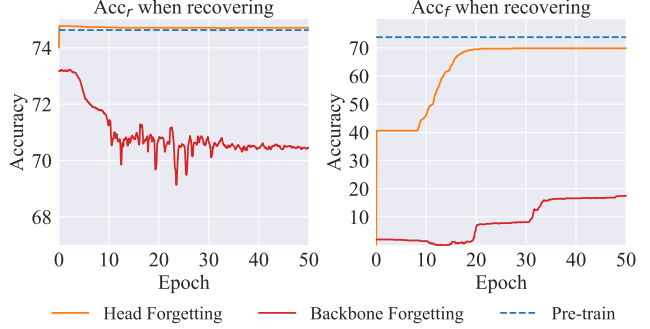 Acc_r when recovering
Accuracy
74
72
70
68
0 10 20 30 40 50
Epoch
Acc_f when recovering
Accuracy
70
60
50
40
30
20
10
0 10 20 30 40 50
Epoch
Head Forgetting Backbone Forgetting Pre-train